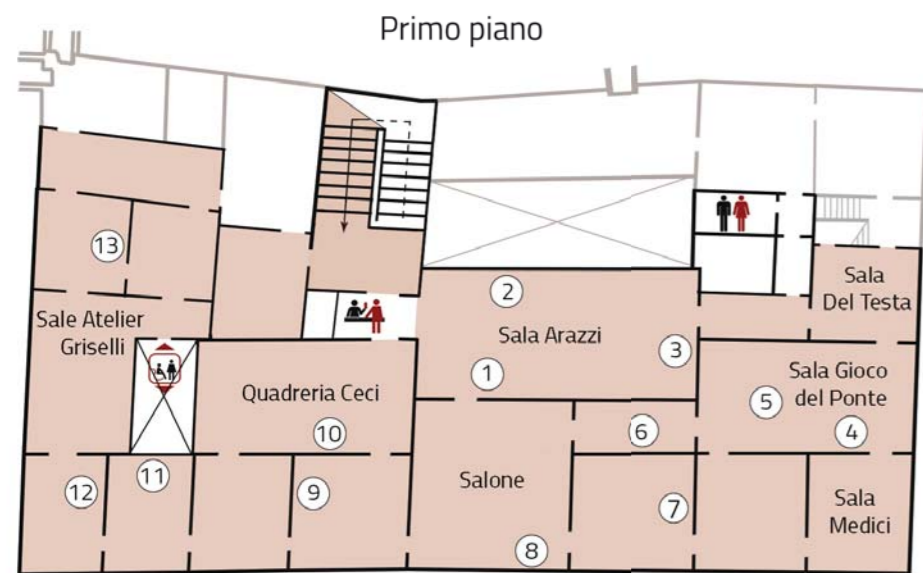 Primo piano
13
Sale Atelier
Griselli
2
Sala Arazzi
1
3
Sala
Del Testa
Sala Gioco
del Ponte
5
4
Quadreria Ceci
10
6
12
11
9
Salone
8
7
Sala
Medici